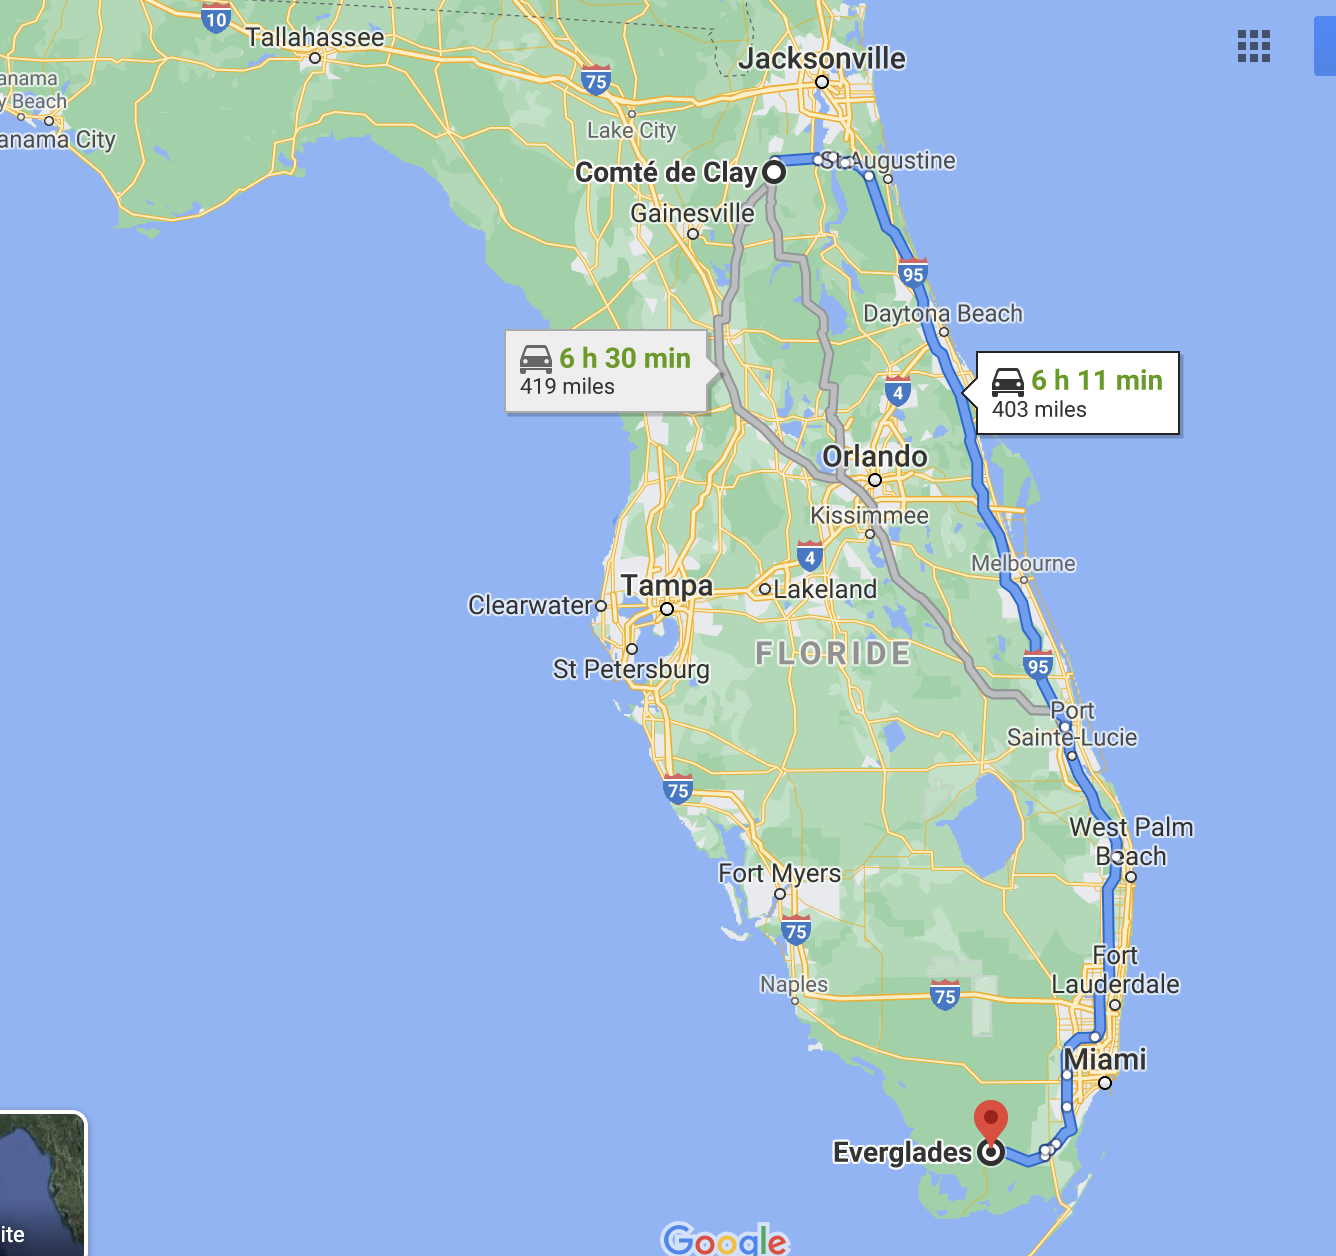 10
Tallahassee
Jacksonville
75
anama
y Beach
Lake City
anama City
St. Augustine
Comté de Clay
Gainesville
95
Daytona Beach
6 h 30 min
419 miles
6 h 11 min
403 miles
4
Orlando
Kissimmee
4
Melbourne
Tampa
Lakeland
Clearwater
FLORIDE
95
St Petersburg
Port
Sainte-Lucie
75
West Palm
Beach
Fort Myers
75
Fort
Lauderdale
Naples
75
Miami
Everglades
ite
Google